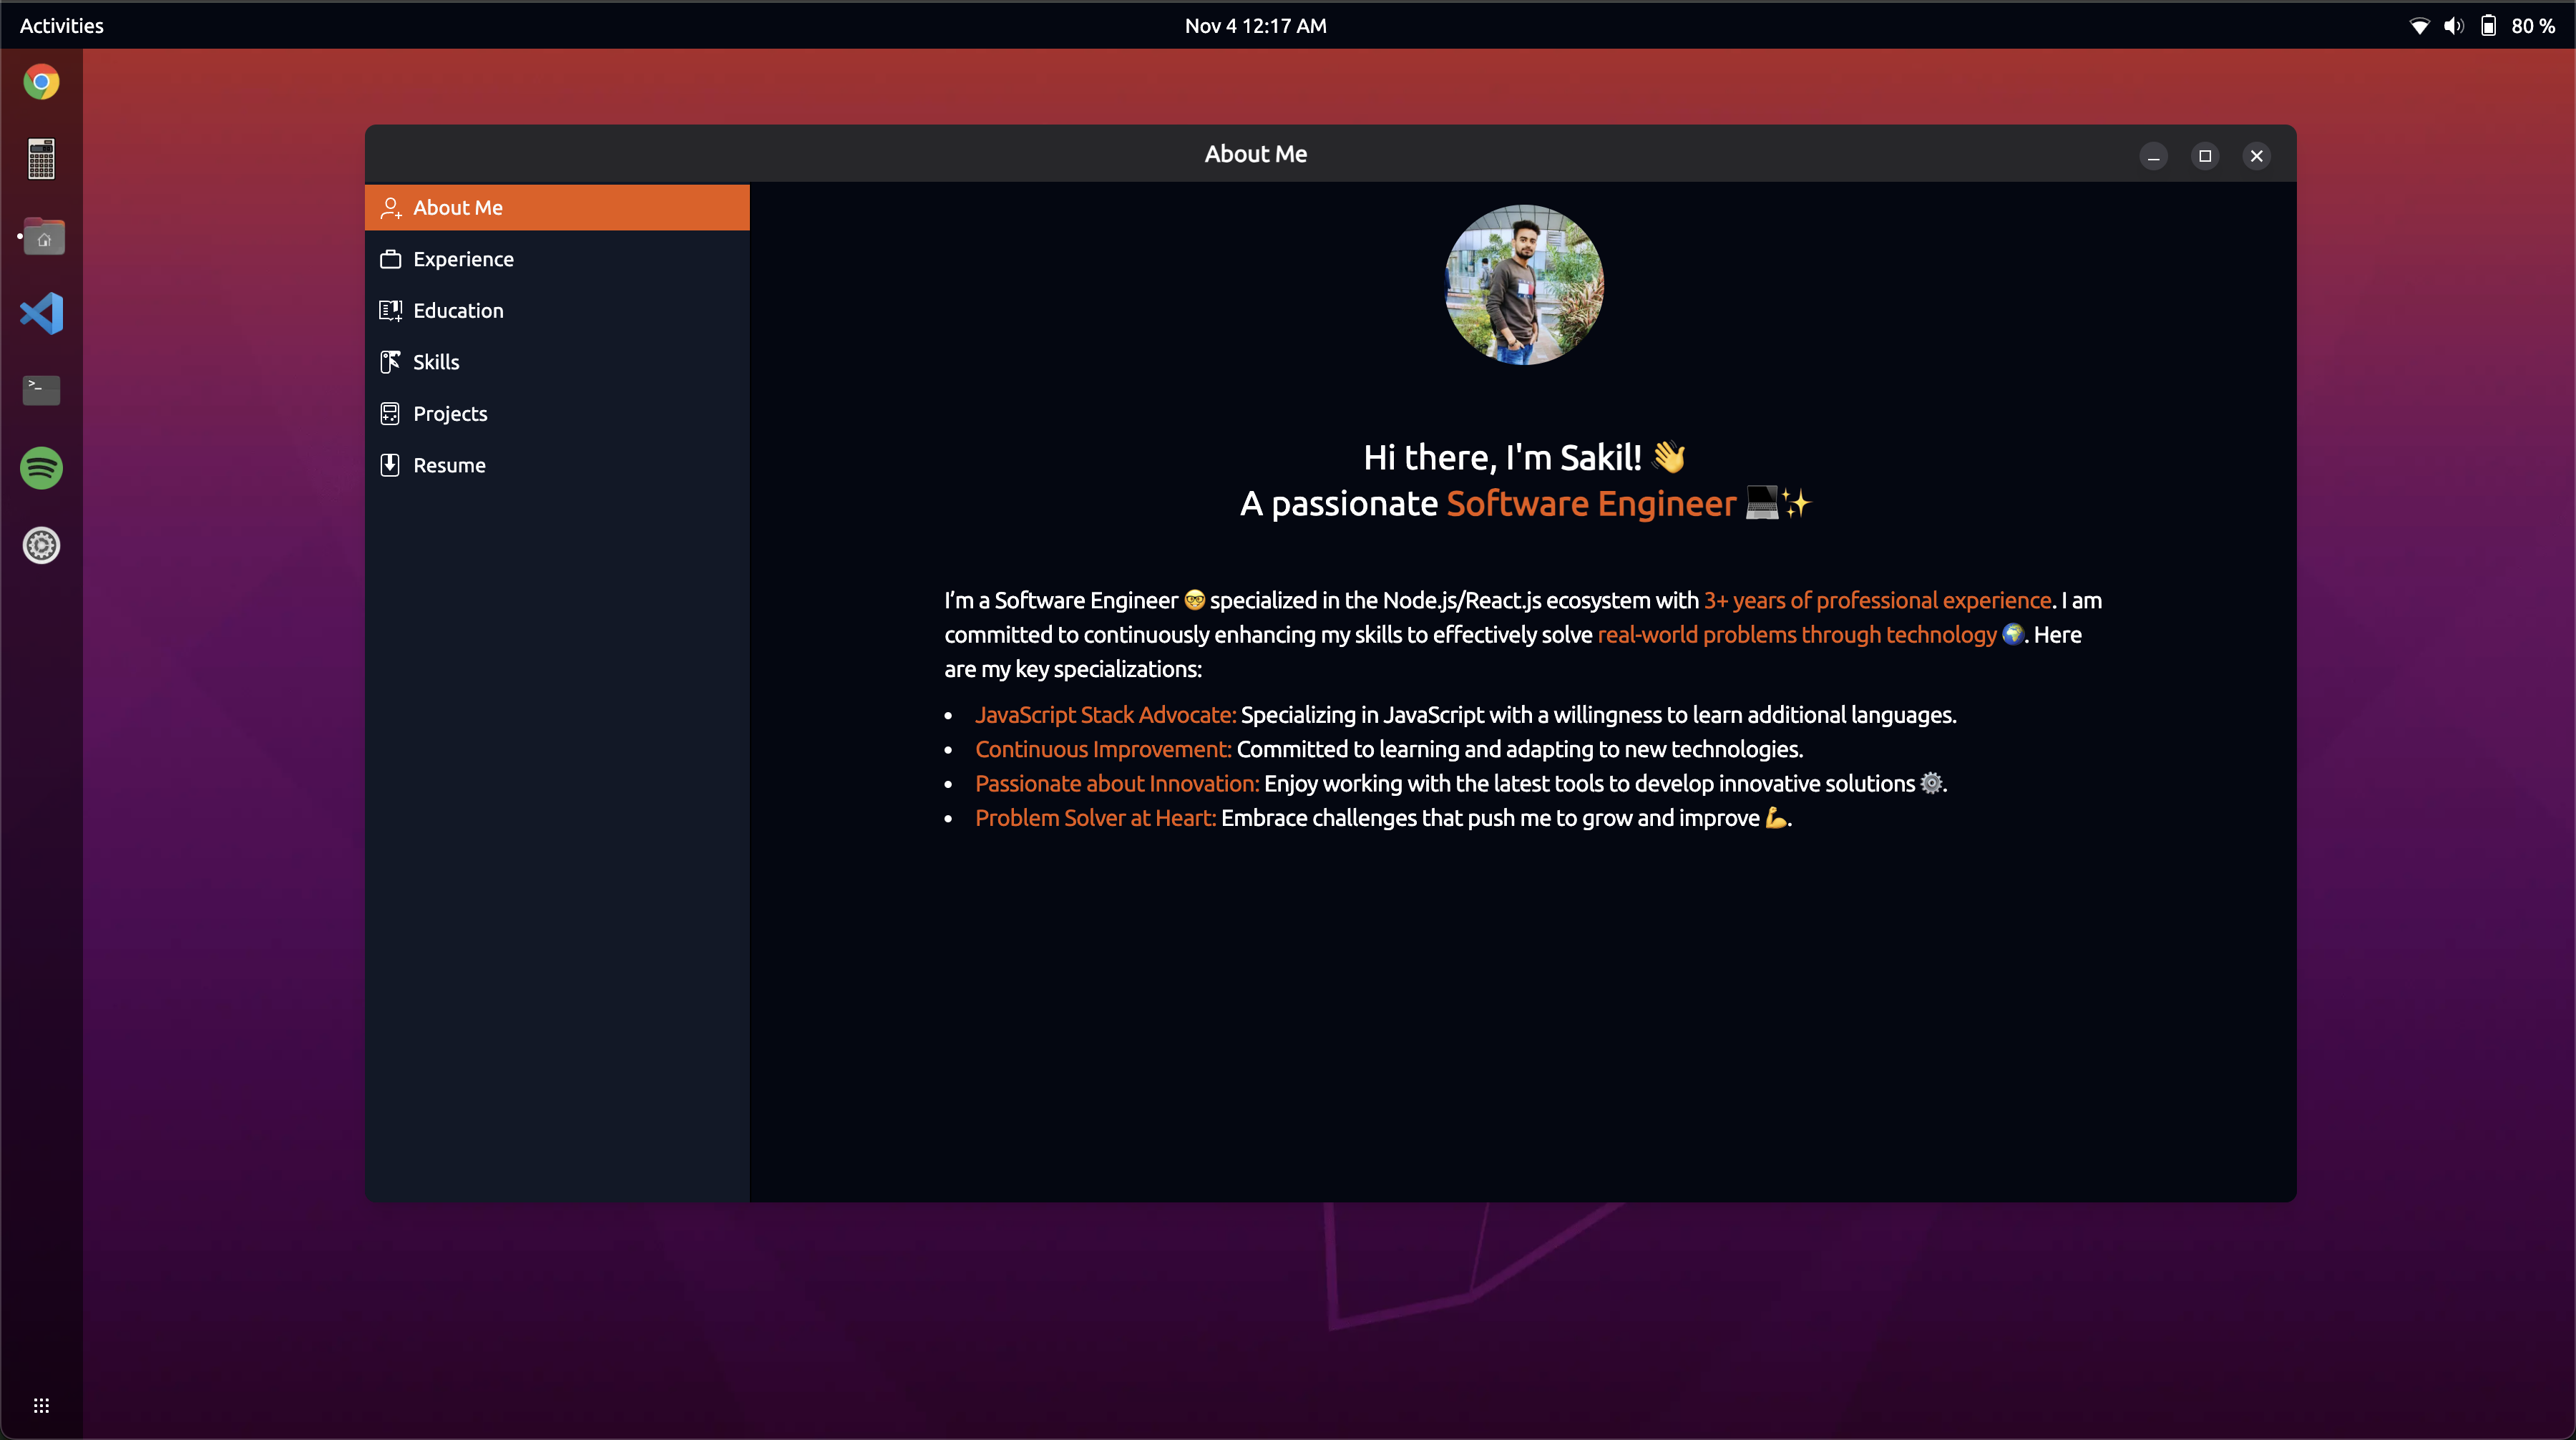 Activities
Nov 4 12:17 AM
80 %
About Me
About Me
Experience
Education
Skills
Projects
Resume
Hi there, I'm Sakil! 👋
A passionate Software Engineer 💻✨
I’m a Software Engineer 🤓 specialized in the Node.js/React.js ecosystem with 3+ years of professional experience. I am
committed to continuously enhancing my skills to effectively solve real-world problems through technology 🌍. Here
are my key specializations:
• JavaScript Stack Advocate: Specializing in JavaScript with a willingness to learn additional languages.
• Continuous Improvement: Committed to learning and adapting to new technologies.
• Passionate about Innovation: Enjoy working with the latest tools to develop innovative solutions ⚙️.
• Problem Solver at Heart: Embrace challenges that push me to grow and improve 💪.